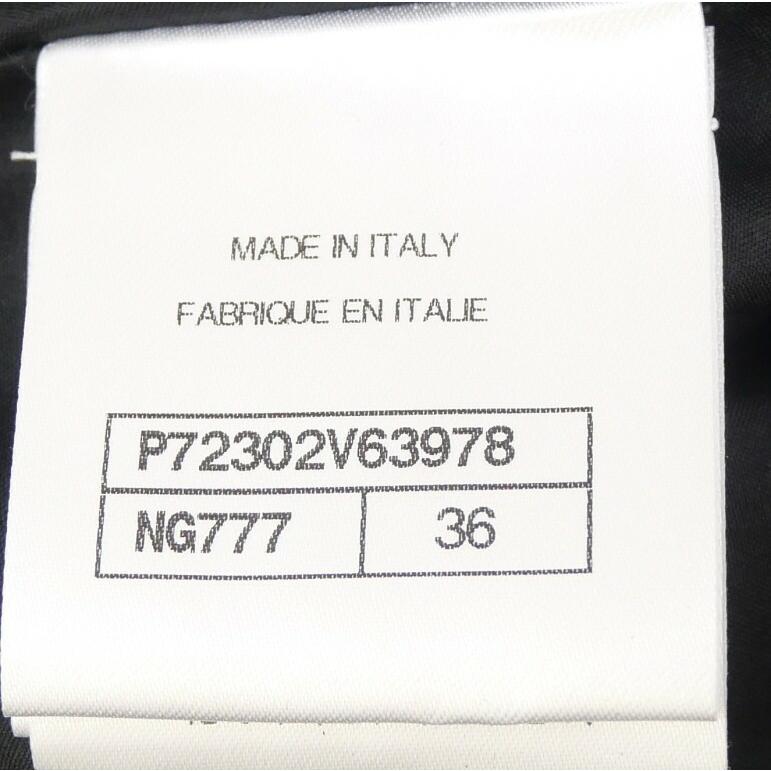 MADE IN ITALY
FABRIQUE EN ITALIE
P72302V63978
NG777 36